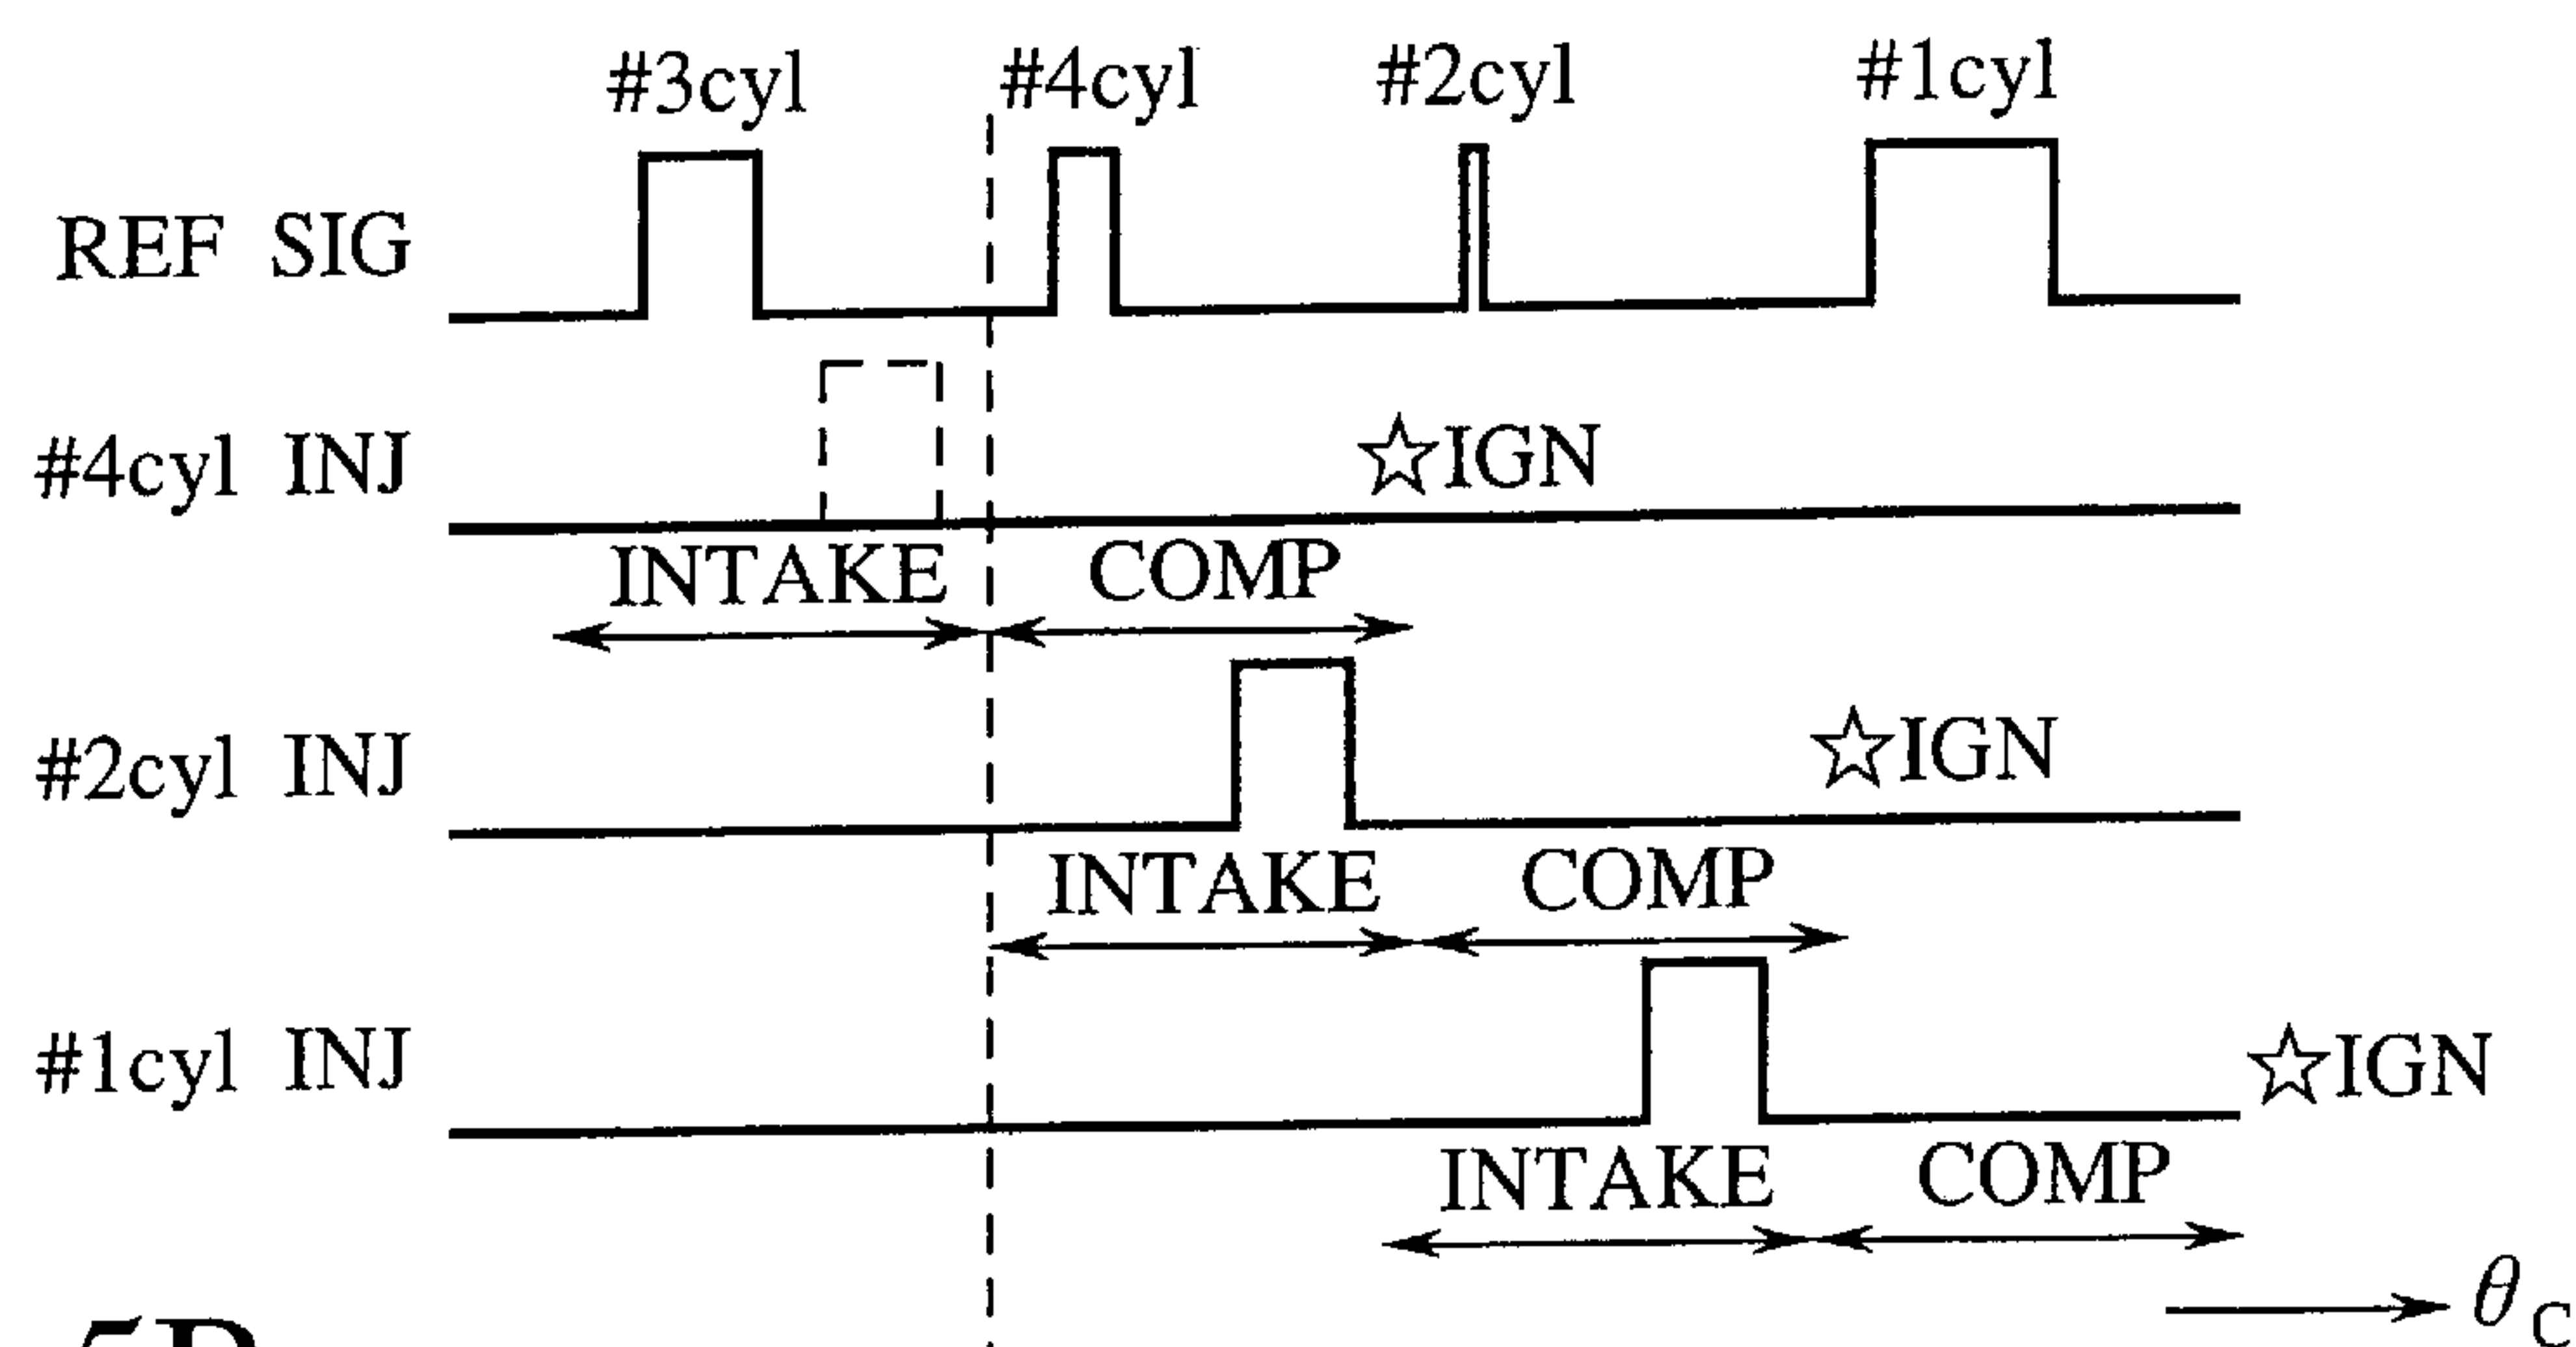 #3cyl #4cyl #2cyl #1cyl
REF SIG
#4cyl INJ ☆IGN
INTAKE COMP
#2cyl INJ ☆IGN
INTAKE COMP
#1cyl INJ ☆IGN
INTAKE COMP
θC